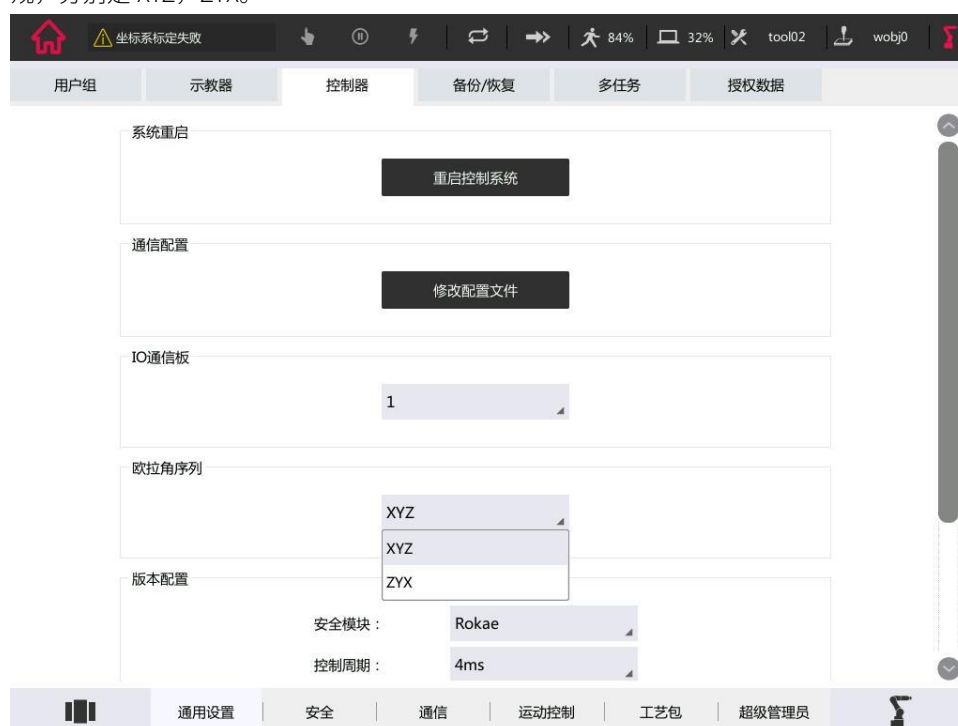 坐标系标定失败 84% 32% tool02 wobj0
用户组 示教器 控制器 备份/恢复 多任务 授权数据
系统重启
重启控制系统
通信配置
修改配置文件
IO通信板
1
欧拉角序列
XYZ
XYZ
ZYX
版本配置
安全模块： Rokae
控制周期： 4ms
通用设置 安全 通信 运动控制 工艺包 超级管理员